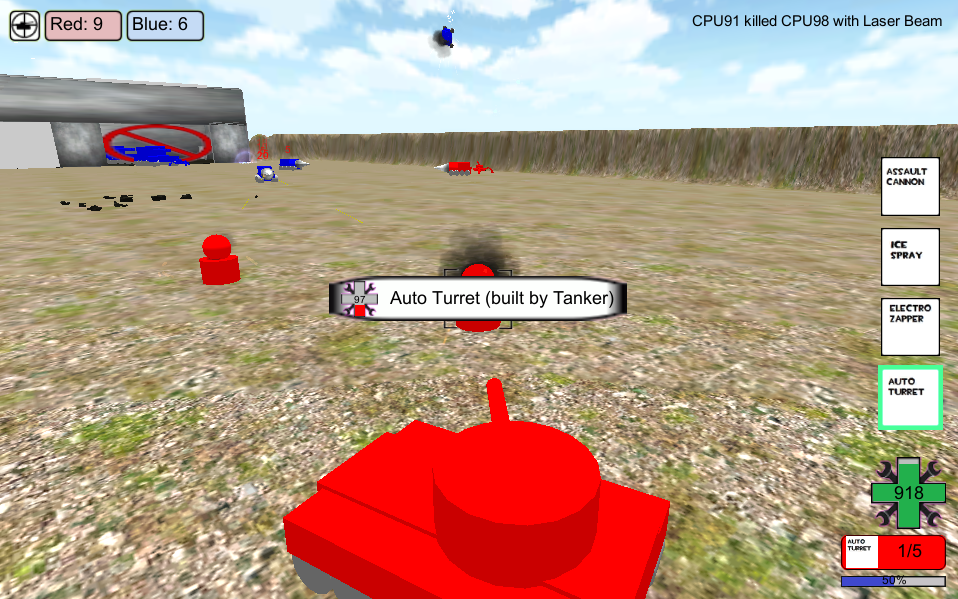 Red: 9
Blue: 6
CPU91 killed CPU98 with Laser Beam
ASSAULT
CANNON
ICE
SPRAY
ELECTRO
ZAPPER
97
Auto Turret (built by Tanker)
AUTO
TURRET
918
AUTO
TURRET
1/5
50%